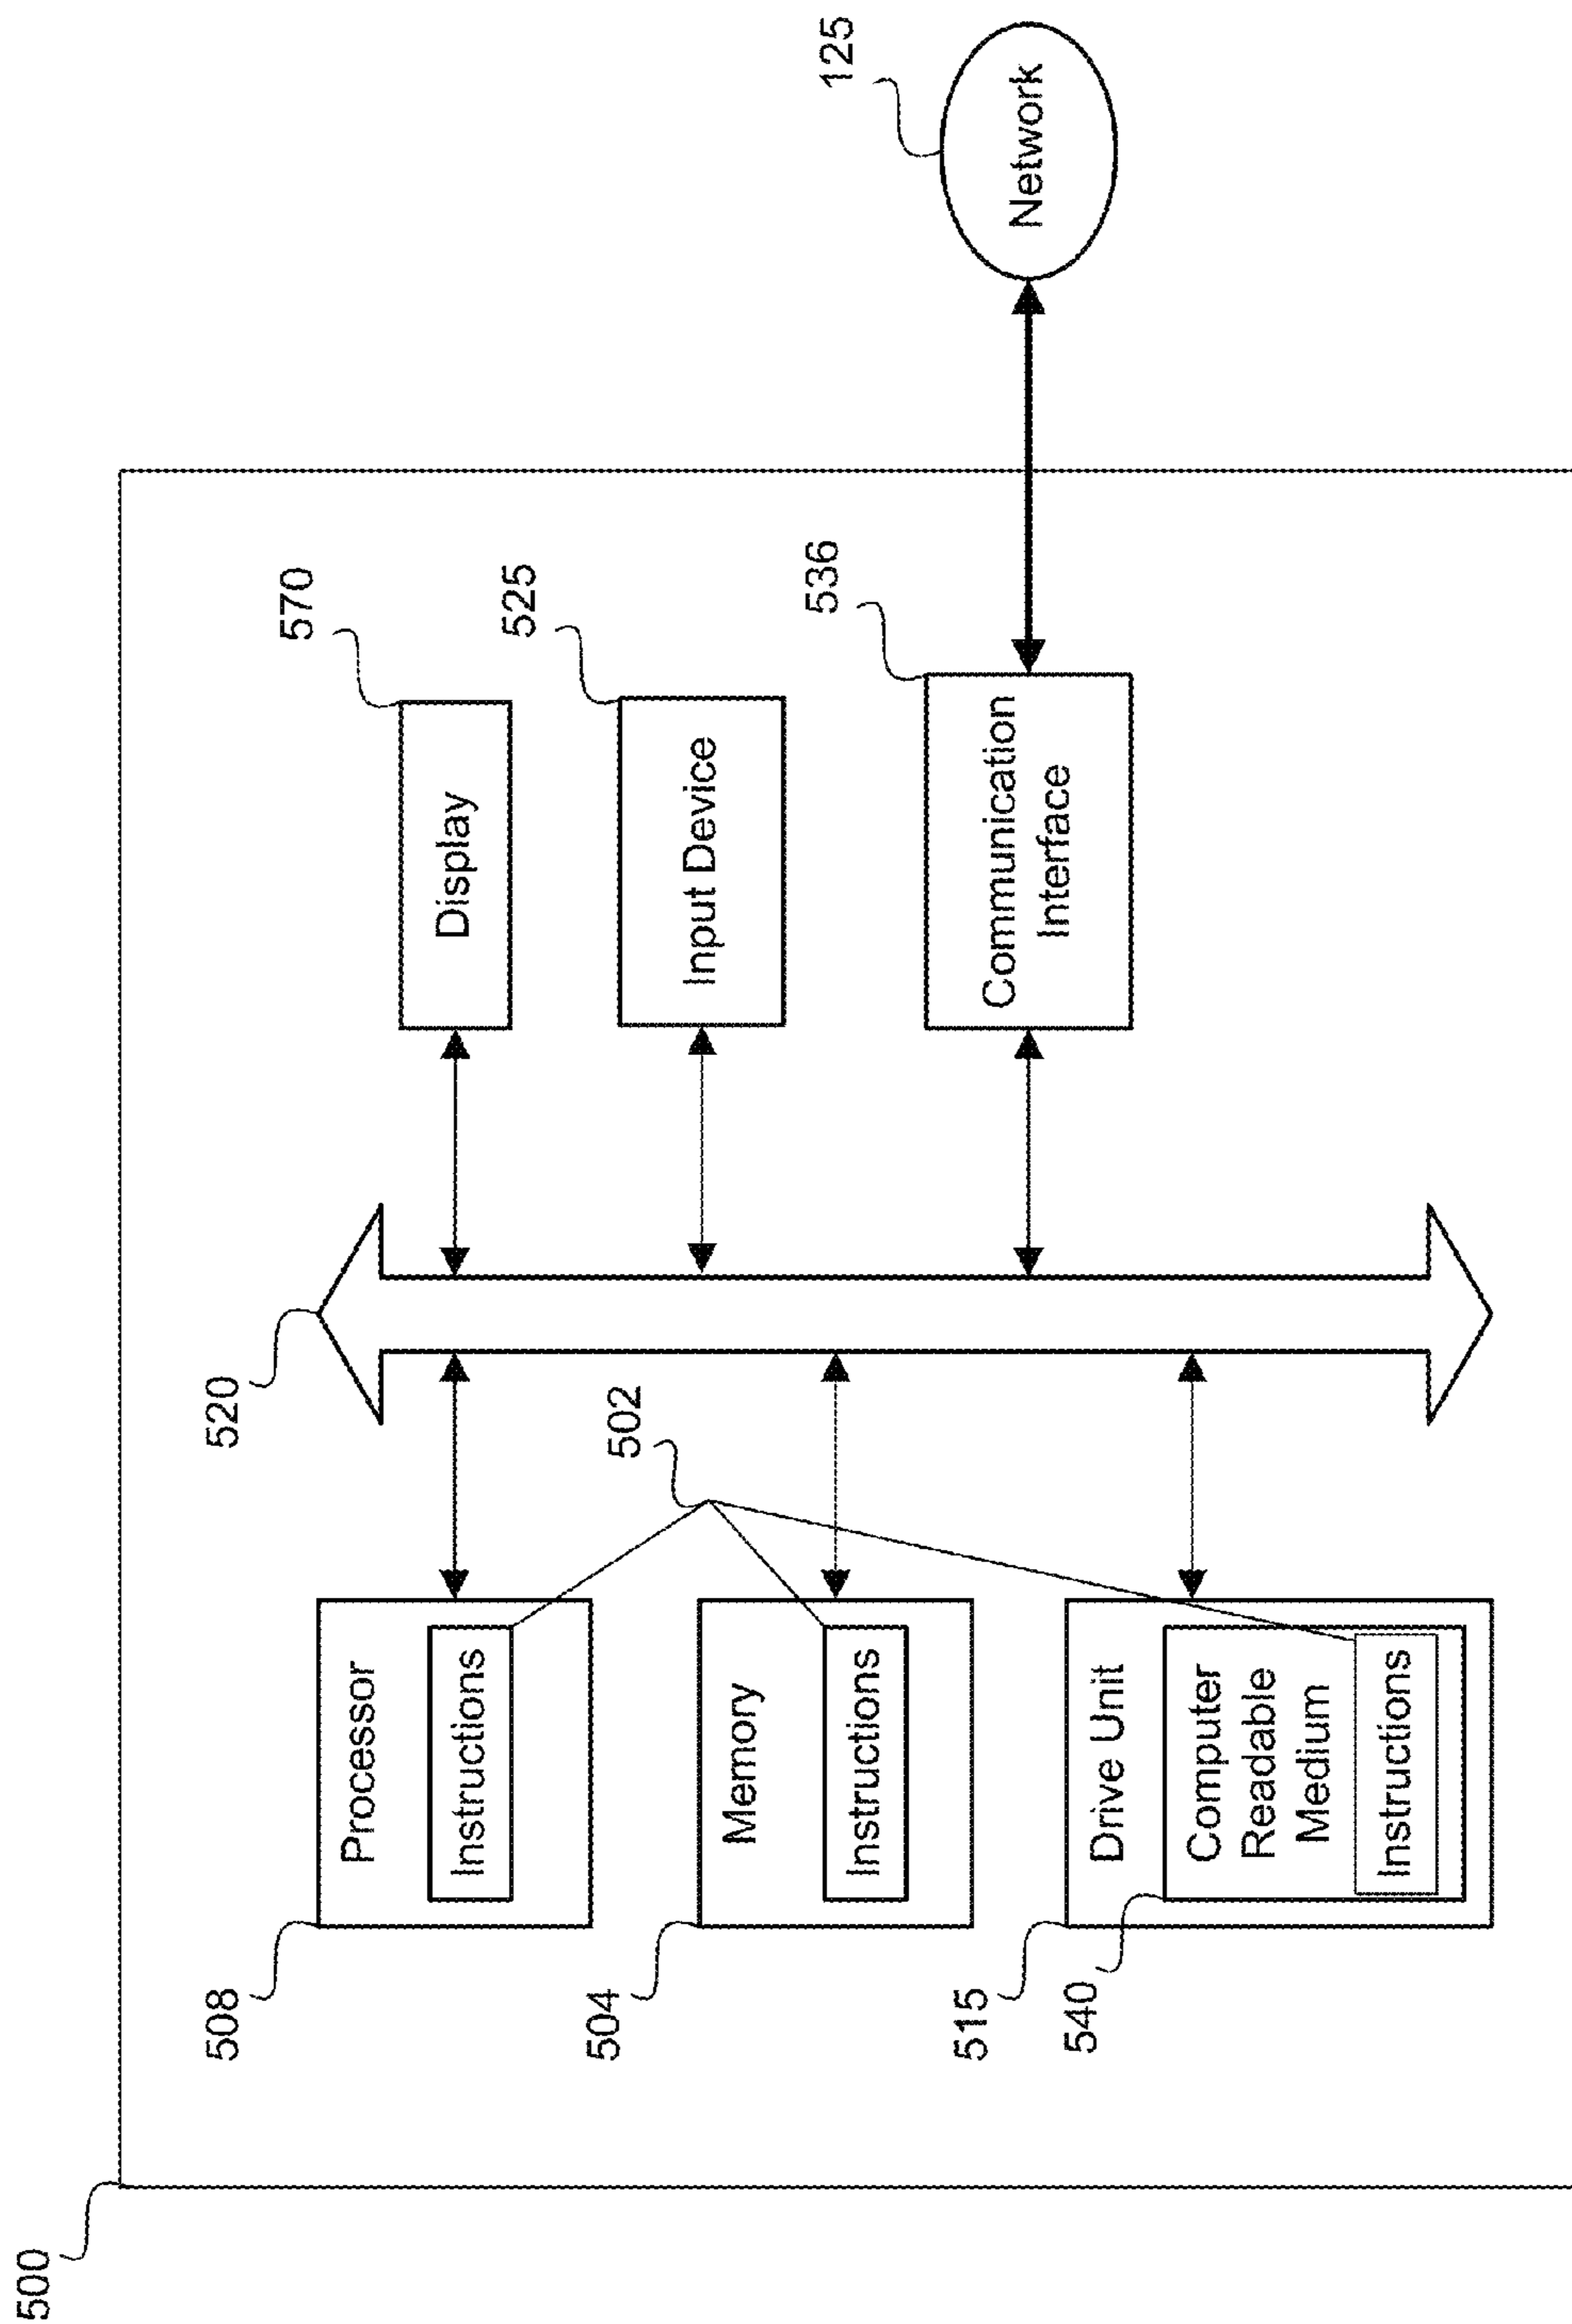 500
508
Processor
Instructions
504
Memory
Instructions
515
Drive Unit
540
Computer
Readable
Medium
Instructions
502
520
570
Display
525
Input Device
536
Communication
Interface
125
Network